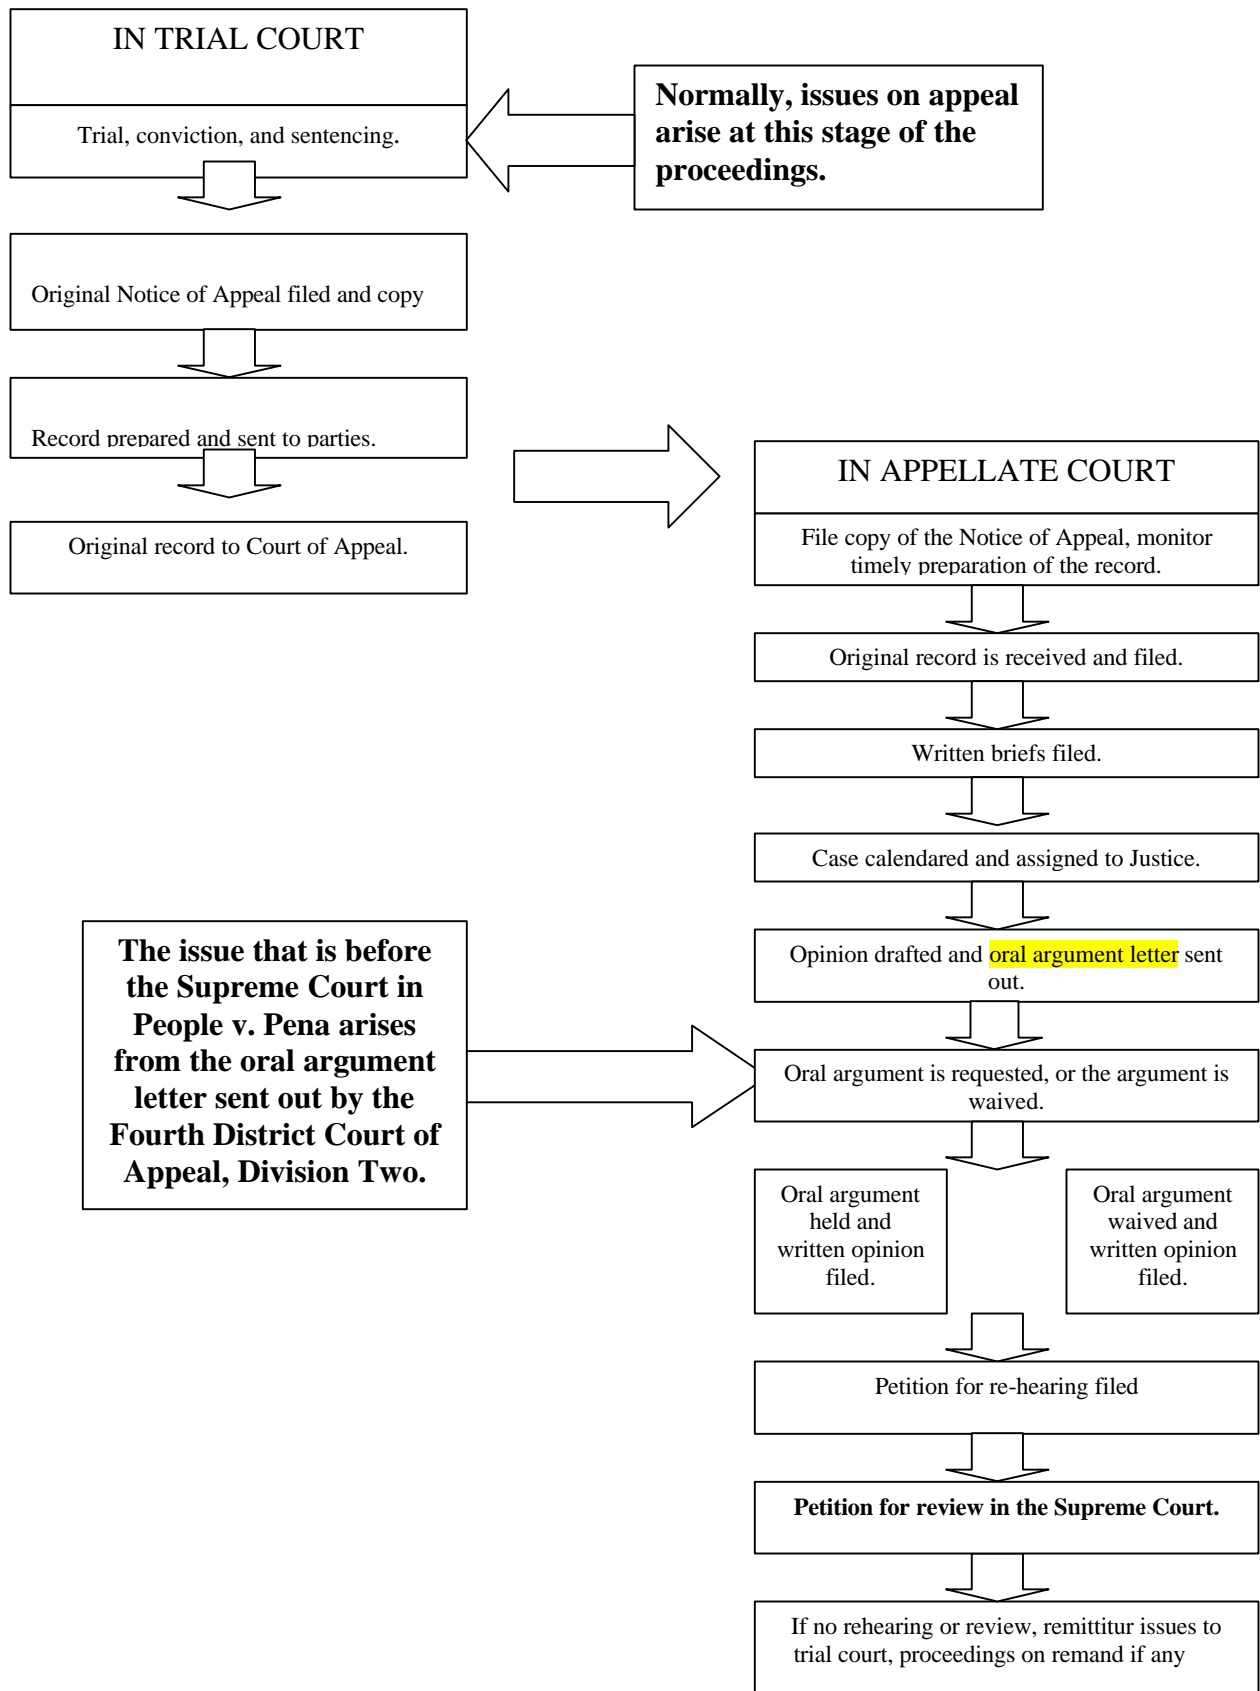 IN TRIAL COURT
Trial, conviction, and sentencing.
Normally, issues on appeal
arise at this stage of the
proceedings.
Original Notice of Appeal filed and copy
Record prepared and sent to parties.
Original record to Court of Appeal.
IN APPELLATE COURT
File copy of the Notice of Appeal, monitor
timely preparation of the record.
Original record is received and filed.
Written briefs filed.
Case calendared and assigned to Justice.
Opinion drafted and oral argument letter sent
out.
The issue that is before
the Supreme Court in
People v. Pena arises
from the oral argument
letter sent out by the
Fourth District Court of
Appeal, Division Two.
Oral argument is requested, or the argument is
waived.
Oral argument
held and
written opinion
filed.
Oral argument
waived and
written opinion
filed.
Petition for re-hearing filed
Petition for review in the Supreme Court.
If no rehearing or review, remittitur issues to
trial court, proceedings on remand if any